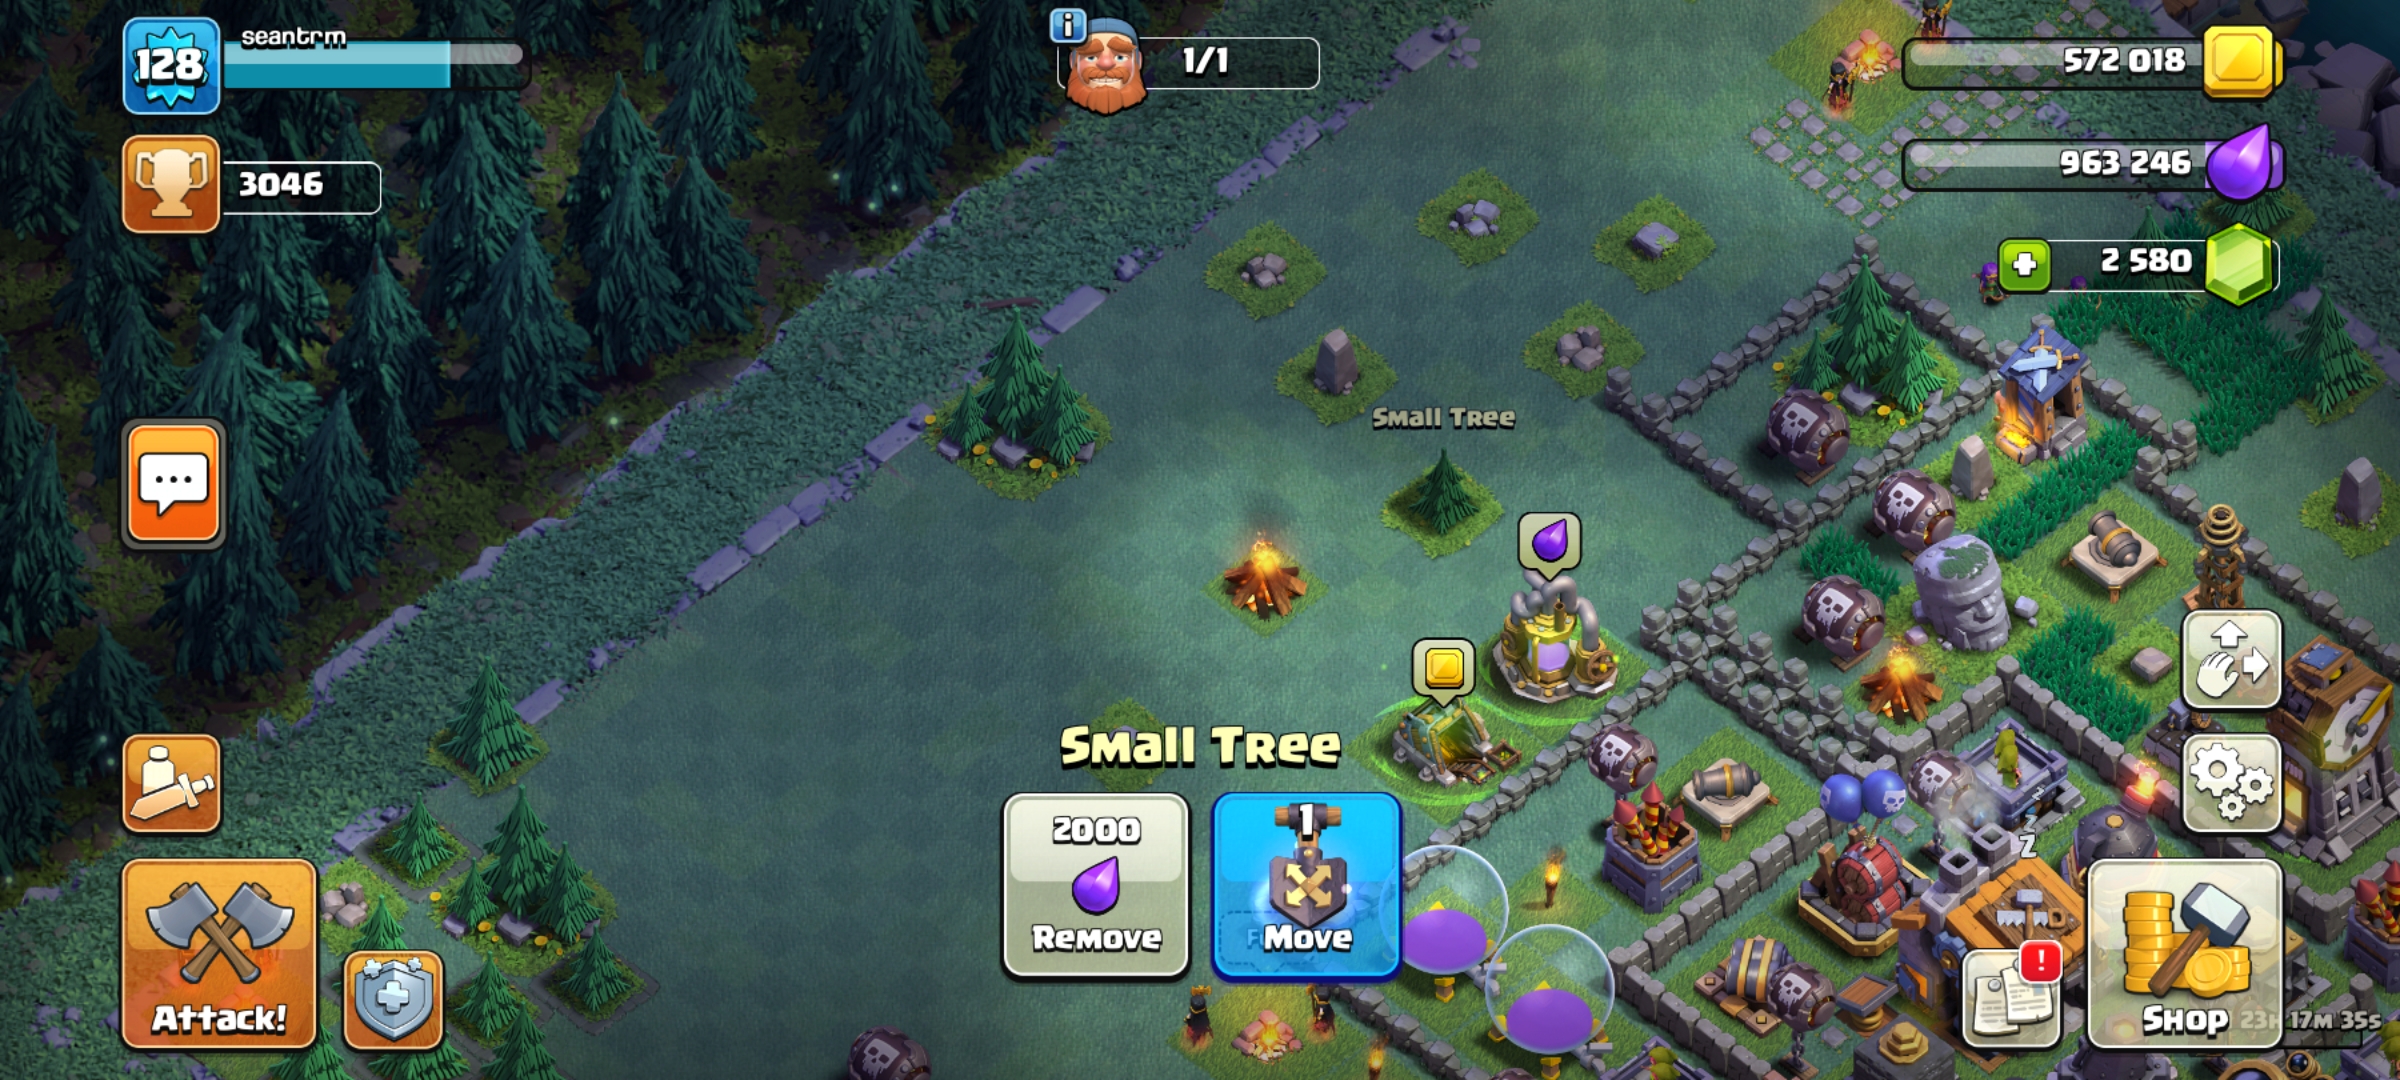 128
seantrm
i
1/1
572 018
3046
963 246
2 580
Small Tree
Small Tree
2000
Remove
1
Move
Attack!
z
z
Z
!
Shop
23h 17m 35s